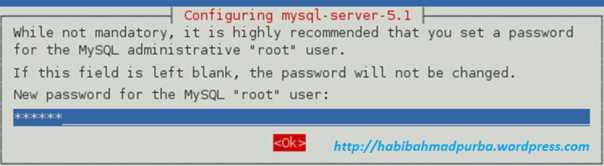 Configuring mysql-server-5.1
While not mandatory, it is highly recommended that you set a password
for the MySQL administrative "root" user.
If this field is left blank, the password will not be changed.
New password for the MySQL "root" user:
******
<Ok>
http://habibahmadpurba.wordpress.com